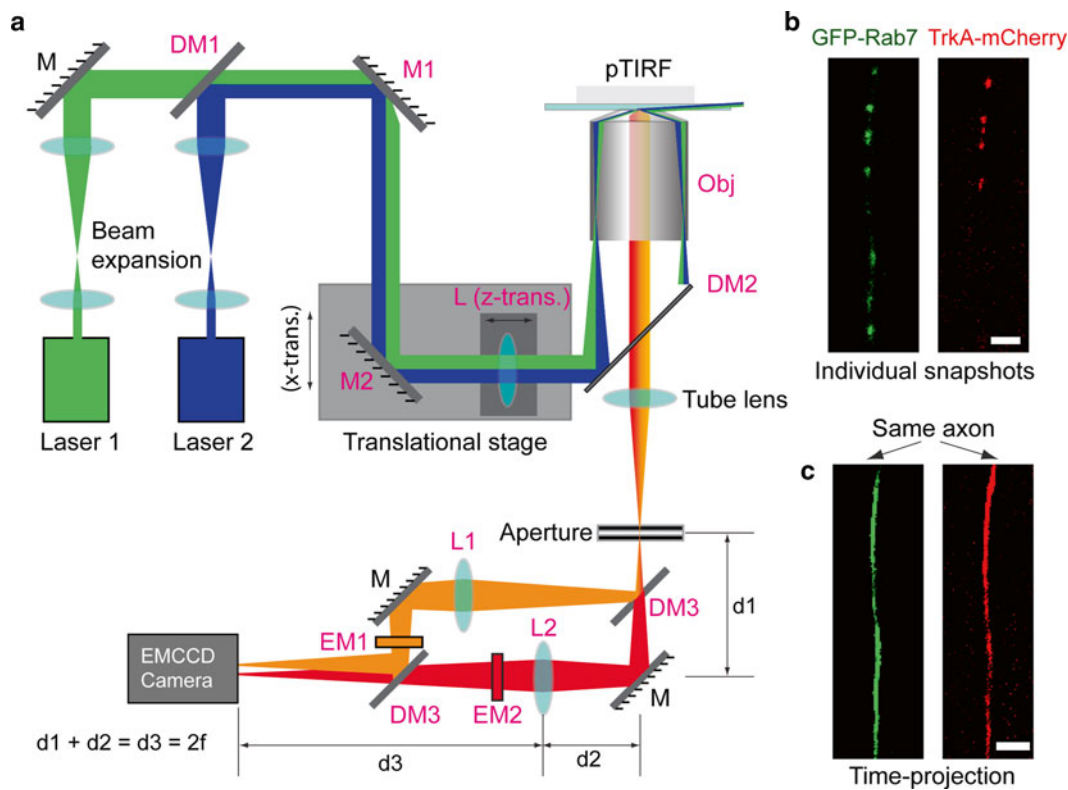 a
M
DM1
M1
pTIRF
Obj
DM2
Beam
expansion
L (z-trans.)
(x-trans.)
M2
Laser 1
Laser 2
Translational stage
Tube lens
Aperture
L1
M
DM3
d1
EM1
L2
EMCCD
Camera
DM3
EM2
M
d1 + d2 = d3 = 2f
d3
d2
b
GFP-Rab7
TrkA-mCherry
Individual snapshots
Same axon
c
Time-projection